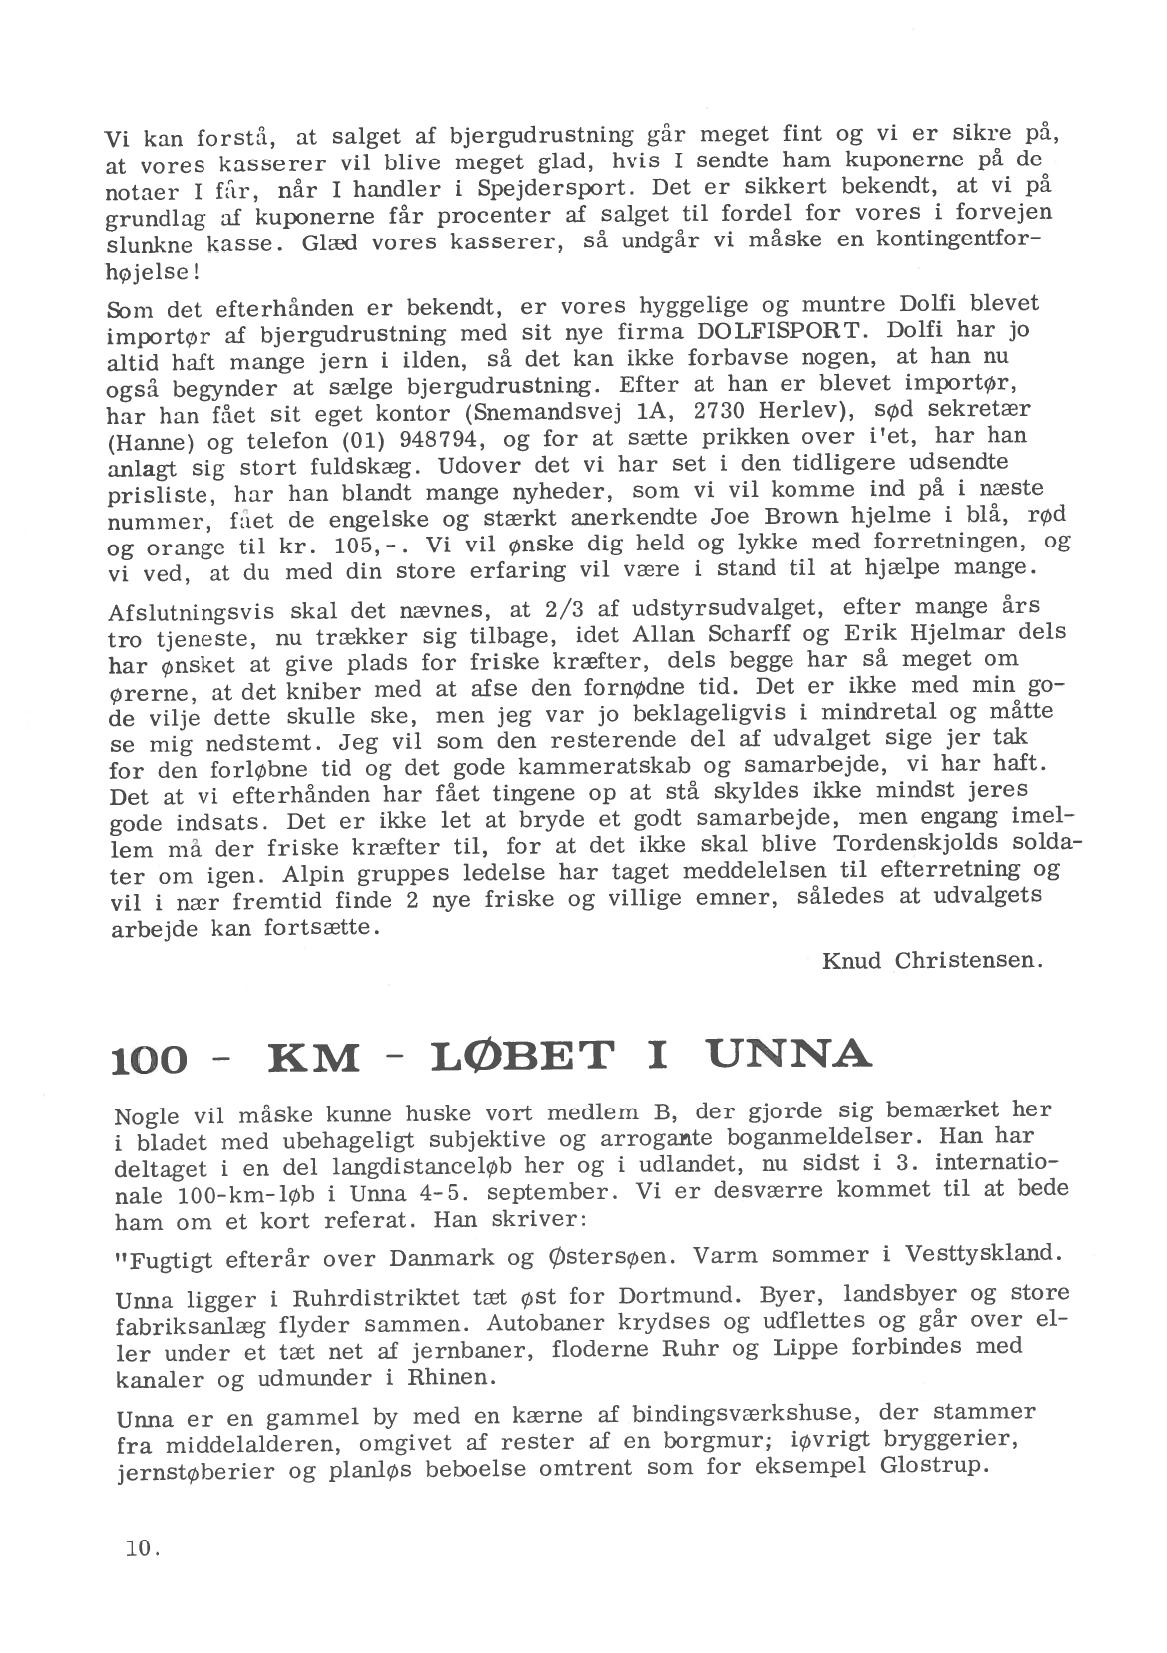 Vi kan forstå, at salget af bjergudrustning går meget fint og vi er sikre på,
at vores kasserer vil blive meget glad, hvis I sendte ham kuponerne på de
notaer I får, når I handler i Spejdersport. Det er sikkert bekendt, at vi på
grundlag af kuponerne får procenter af salget til fordel for vores i forvejen
slunkne kasse. Glæd vores kasserer, så undgår vi måske en kontingentfor-
højelse!
Som det efterhånden er bekendt, er vores hyggelige og muntre Dolfi blevet
importør af bjergudrustning med sit nye firma DOLFISPORT. Dolfi har jo
altid haft mange jern i ilden, så det kan ikke forbavse nogen, at han nu
også begynder at sælge bjergudrustning. Efter at han er blevet importør,
har han fået sit eget kontor (Snemandsvej 1A, 2730 Herlev), sød sekretær
(Hanne) og telefon (01) 948794, og for at sætte prikken over i'et, har han
anlagt sig stort fuldskæg. Udover det vi har set i den tidligere udsendte
prisliste, har han blandt mange nyheder, som vi vil komme ind på i næste
nummer, fået de engelske og stærkt anerkendte Joe Brown hjelme i blå, rød
og orange til kr. 105,-. Vi vil ønske dig held og lykke med forretningen, og
vi ved, at du med din store erfaring vil være i stand til at hjælpe mange.
Afslutningsvis skal det nævnes, at 2/3 af udstyrsudvalget, efter mange års
tro tjeneste, nu trækker sig tilbage, idet Allan Scharff og Erik Hjelmar dels
har ønsket at give plads for friske kræfter, dels begge har så meget om
ørerne, at det kniber med at afse den fornødne tid. Det er ikke med min go-
de vilje dette skulle ske, men jeg var jo beklageligvis i mindretal og måtte
se mig nedstemt. Jeg vil som den resterende del af udvalget sige jer tak
for den forløbne tid og det gode kammeratskab og samarbejde, vi har haft.
Det at vi efterhånden har fået tingene op at stå skyldes ikke mindst jeres
gode indsats. Det er ikke let at bryde et godt samarbejde, men engang imel-
lem må der friske kræfter til, for at det ikke skal blive Tordenskjolds solda-
ter om igen. Alpin gruppes ledelse har taget meddelelsen til efterretning og
vil i nær fremtid finde 2 nye friske og villige emner, således at udvalgets
arbejde kan fortsætte.
Knud Christensen.
100 - KM - LØBET I UNNA
Nogle vil måske kunne huske vort medlem B, der gjorde sig bemærket her
i bladet med ubehageligt subjektive og arrogante boganmeldelser. Han har
deltaget i en del langdistanceløb her og i udlandet, nu sidst i 3. internatio-
nale 100-km-løb i Unna 4-5. september. Vi er desværre kommet til at bede
ham om et kort referat. Han skriver:
"Fugtigt efterår over Danmark og Østersøen. Varm sommer i Vesttyskland.
Unna ligger i Ruhrdistriktet tæt øst for Dortmund. Byer, landsbyer og store
fabriksanlæg flyder sammen. Autobaner krydses og udflettes og går over el-
ler under et tæt net af jernbaner, floderne Ruhr og Lippe forbindes med
kanaler og udmunder i Rhinen.
Unna er en gammel by med en kærne af bindingsværkshuse, der stammer
fra middelalderen, omgivet af rester af en borgmur; iøvrigt bryggerier,
jernstøberier og planløs beboelse omtrent som for eksempel Glostrup.
10.